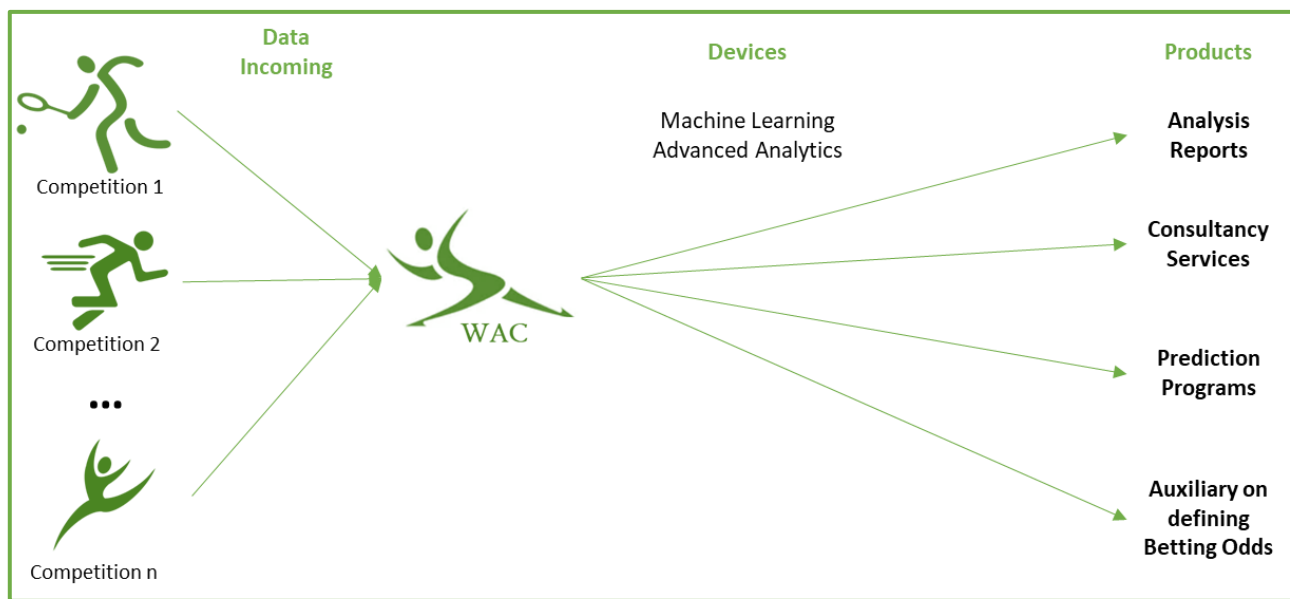 Data
Incoming
Devices
Products
Competition 1
Machine Learning
Advanced Analytics
Analysis
Reports
Competition 2
WAC
Consultancy
Services
...
Prediction
Programs
Competition n
Auxiliary on
defining
Betting Odds